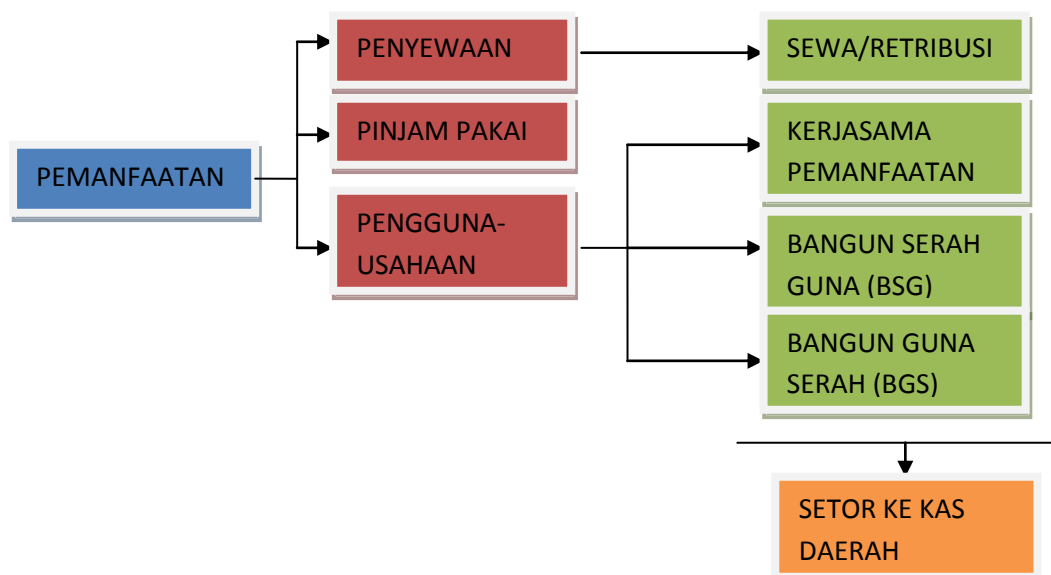 PEMANFAATAN
PENYEWAAN
PINJAM PAKAI
PENGGUNA-
USAHAAN
SEWA/RETRIBUSI
KERJASAMA
PEMANFAATAN
BANGUN SERAH
GUNA (BSG)
BANGUN GUNA
SERAH (BGS)
SETOR KE KAS
DAERAH